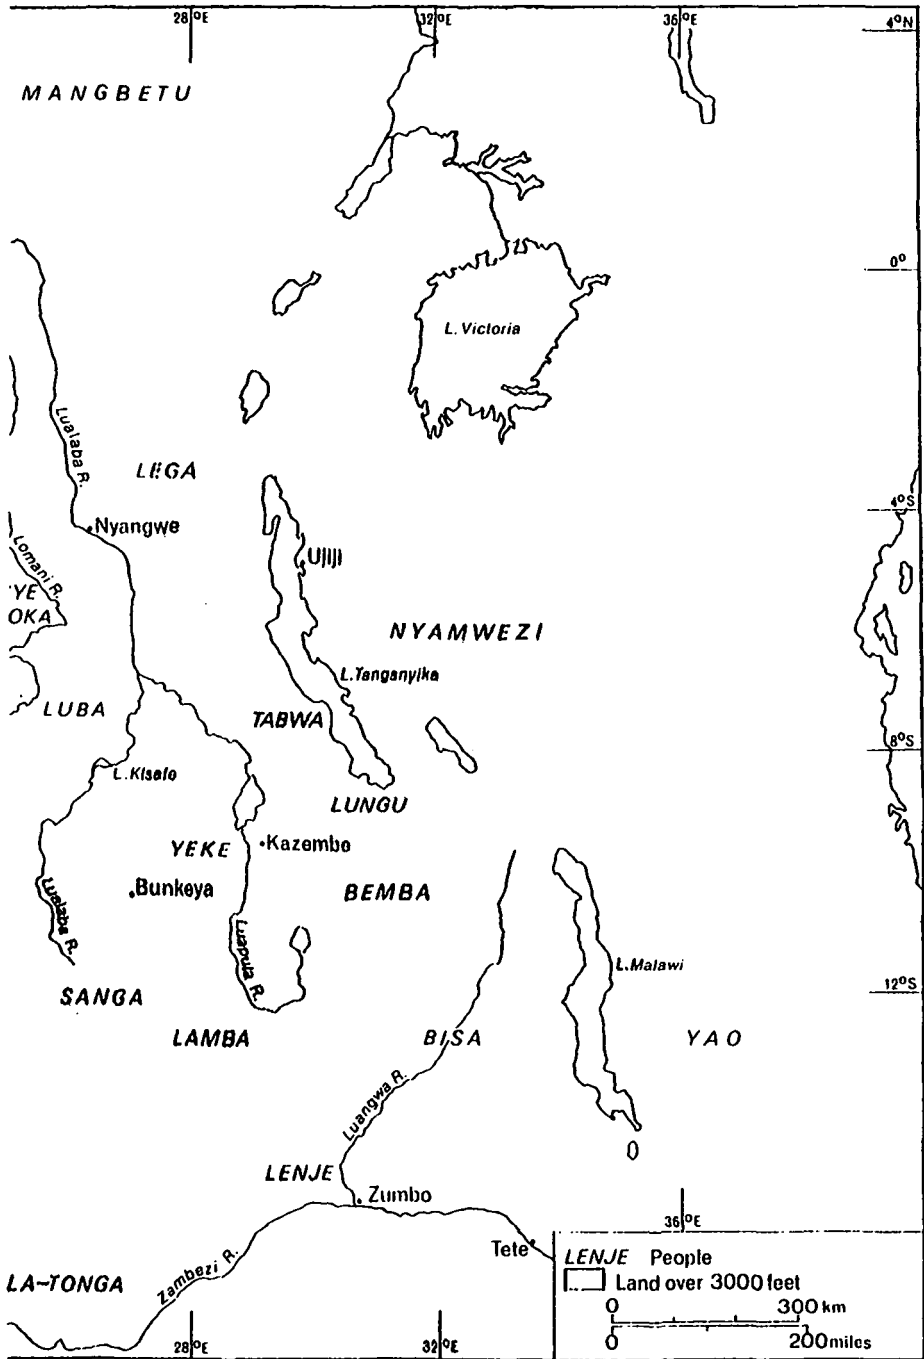 28°E 32°E 36°E
4°N
MANGBETU
0°
L. Victoria
Lualaba R.
LEGA
4°S
Nyangwe
Ujiji
Lomani R.
'YE
OKA
NYAMWEZI
L. Tanganyika
LUBA
TABWA
8°S
L. Kisale
LUNGU
YEKE
Kazembe
Bunkeya
BEMBA
Lualaba R.
Luapula R.
L. Malawi
12°S
SANGA
LAMBA
BISA
YAO
Luangwa R.
LENJE
Zumbo
36°E
Tete
LENJE People
Land over 3000 feet
LA-TONGA
Zambezi R.
0 300 km
0 200 miles
28°E 32°E